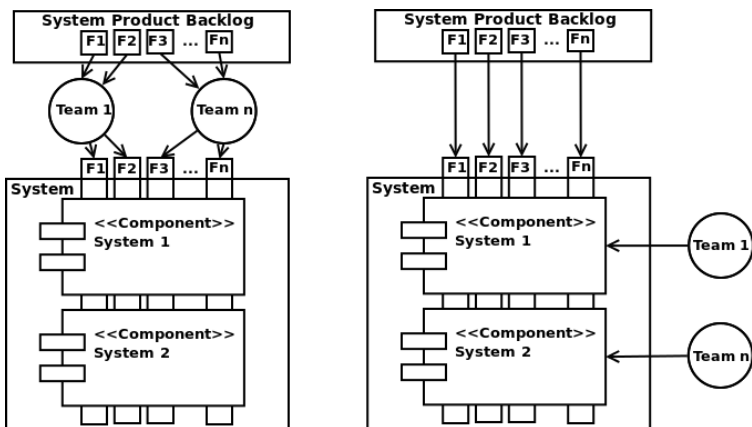 System Product Backlog
F1 F2 F3 ... Fn
Team 1
Team n
F1 F2 F3 ... Fn
System
<<Component>>
System 1
<<Component>>
System 2
System Product Backlog
F1 F2 F3 ... Fn
F1 F2 F3 ... Fn
System
<<Component>>
System 1
Team 1
<<Component>>
System 2
Team n